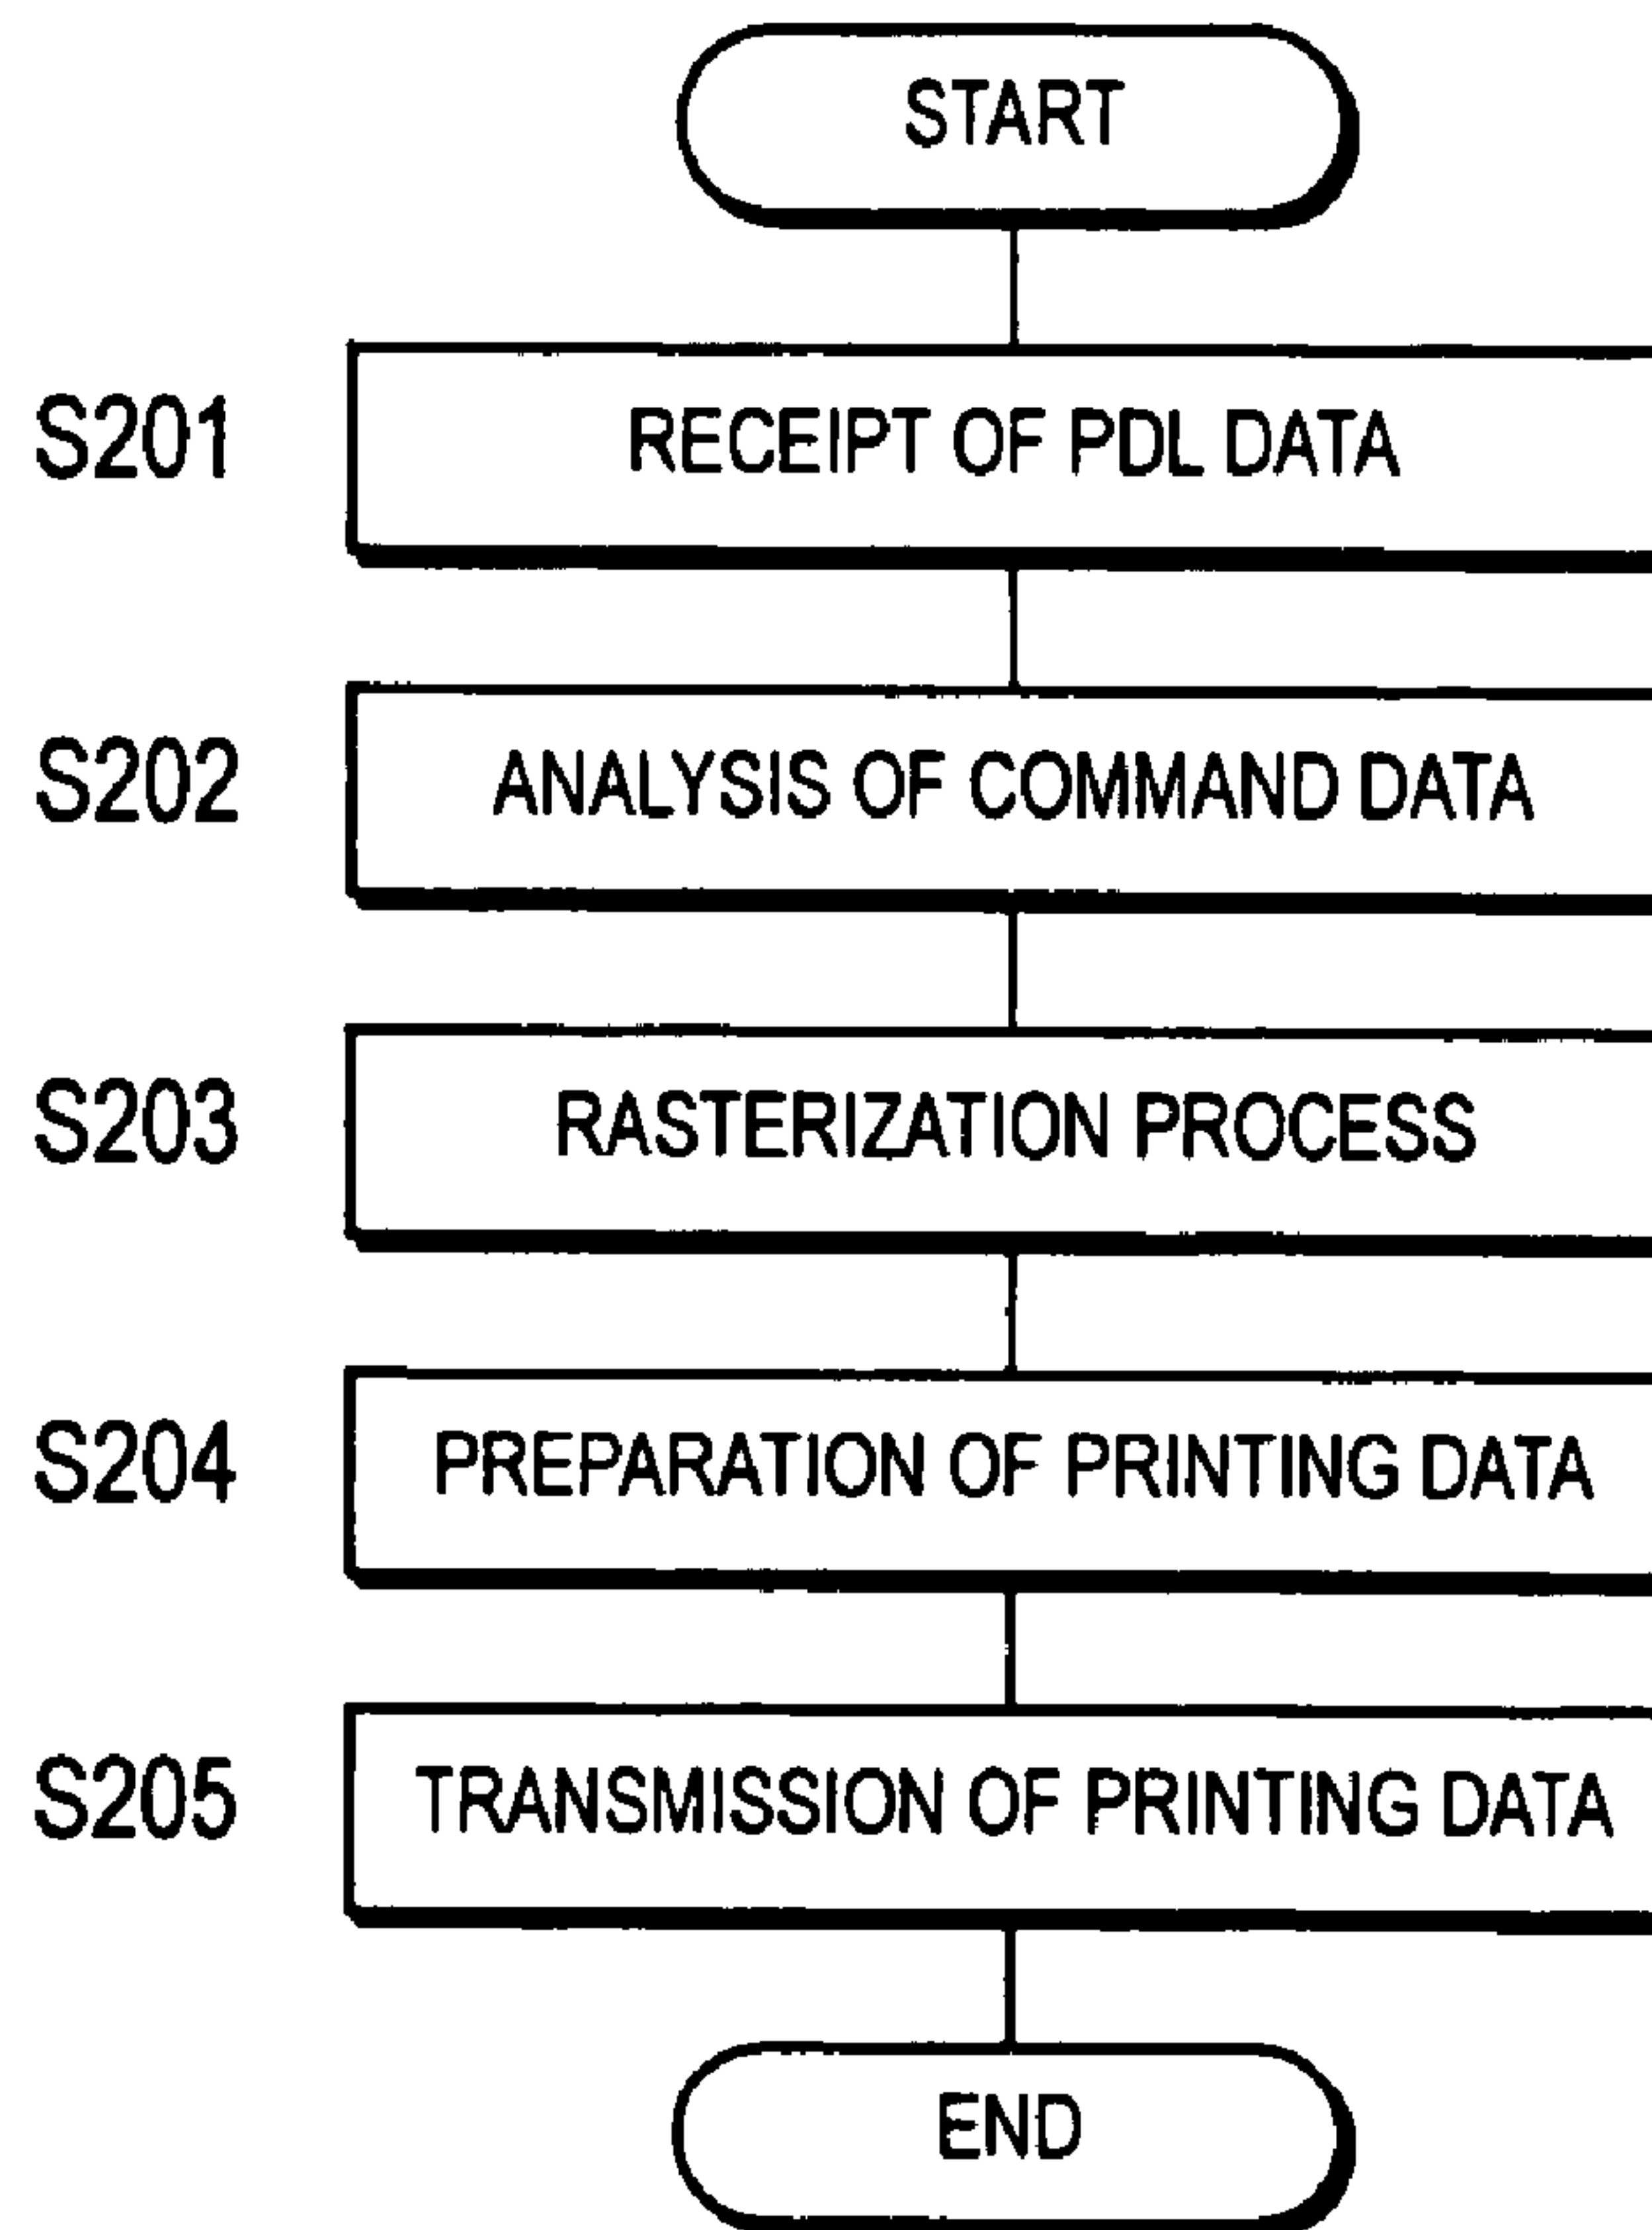 START
S201 RECEIPT OF PDL DATA
S202 ANALYSIS OF COMMAND DATA
S203 RASTERIZATION PROCESS
S204 PREPARATION OF PRINTING DATA
S205 TRANSMISSION OF PRINTING DATA
END